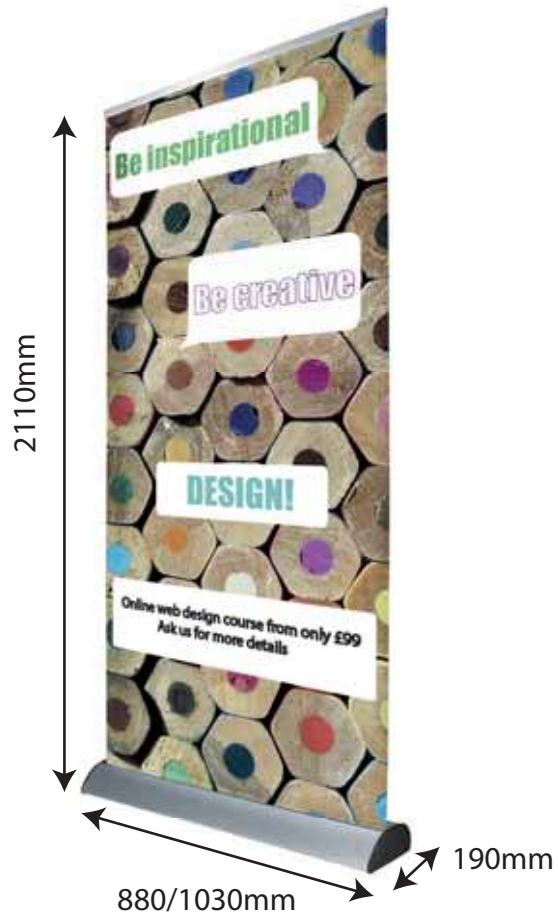 Be inspirational
Be creative
DESIGN!
Online web design course from only £99
Ask us for more details
2110mm
880/1030mm
190mm